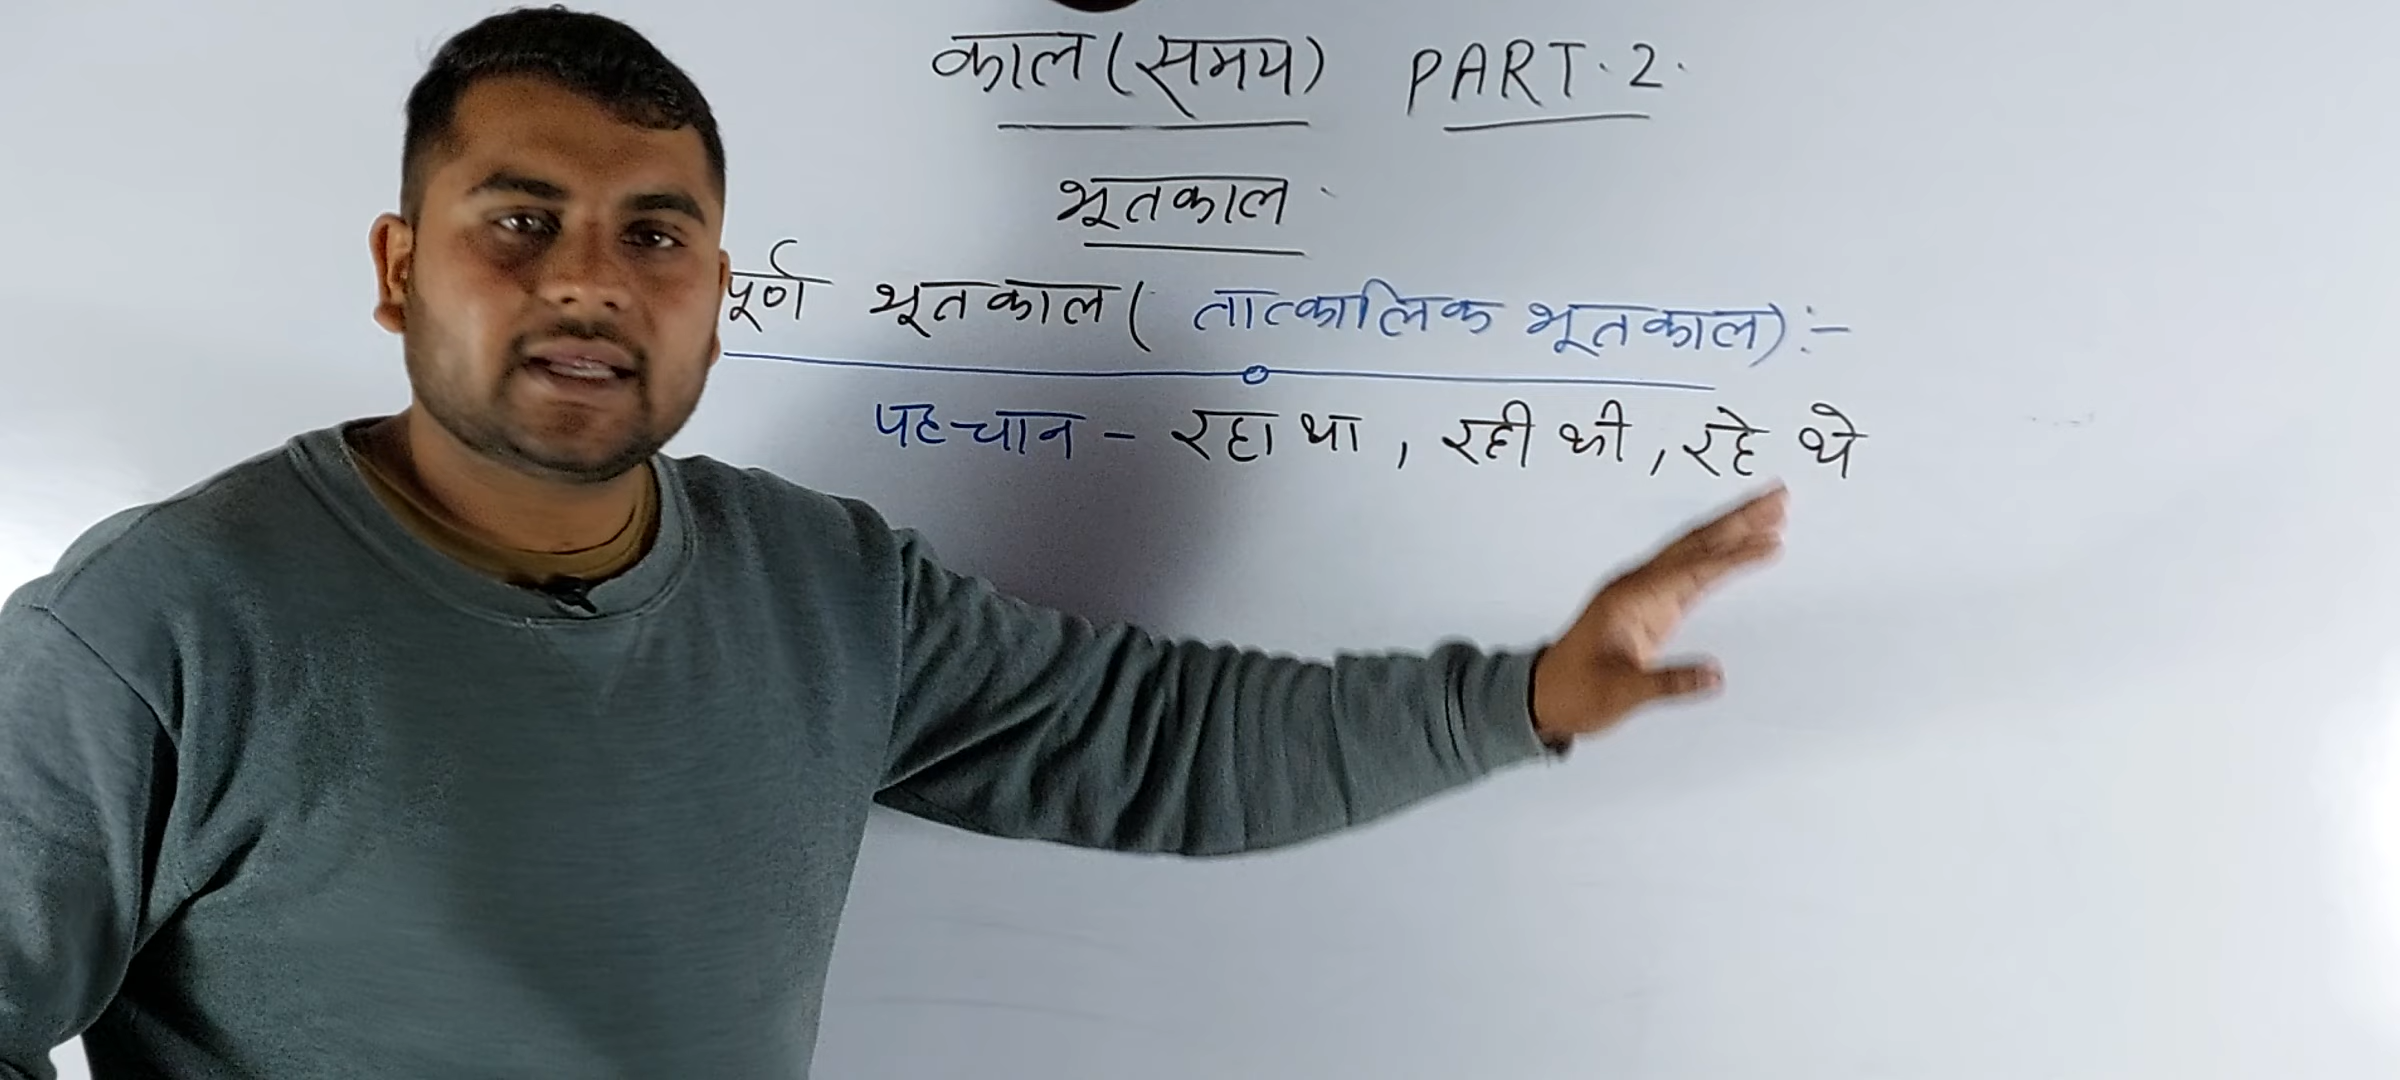 काल (समय) PART. 2.
भूतकाल
पूर्ण भूतकाल ( तात्कालिक भूतकाल) :-
पहचान - रहा था , रही थी , रहे थे